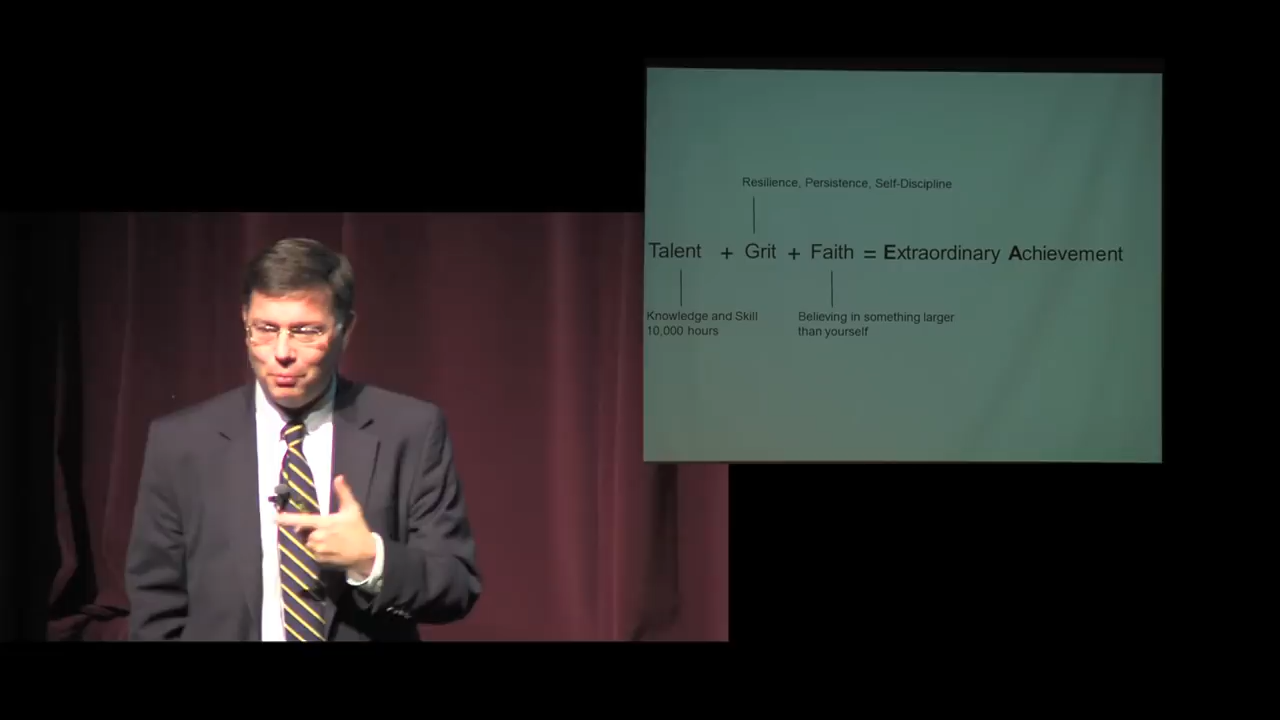 Resilience, Persistence, Self-Discipline
Talent + Grit + Faith = Extraordinary Achievement
Knowledge and Skill
10,000 hours
Believing in something larger
than yourself